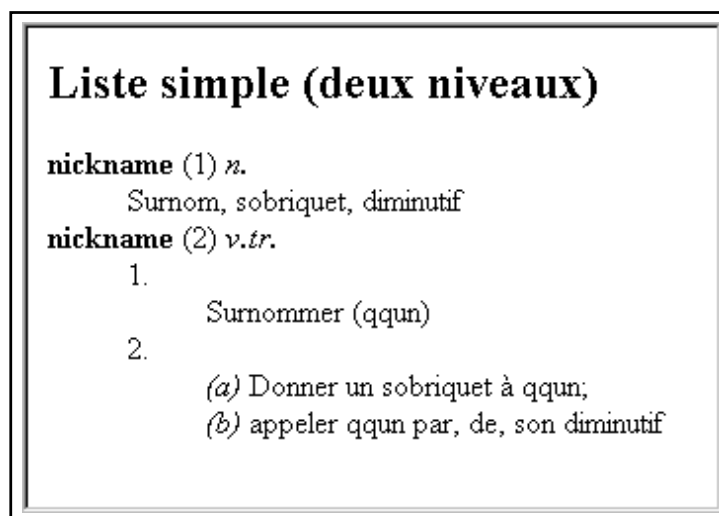 Liste simple (deux niveaux)
nickname (1) n.
Surnom, sobriquet, diminutif
nickname (2) v.tr.
1.
Surnommer (qqun)
2.
(a) Donner un sobriquet à qqun;
(b) appeler qqun par, de, son diminutif